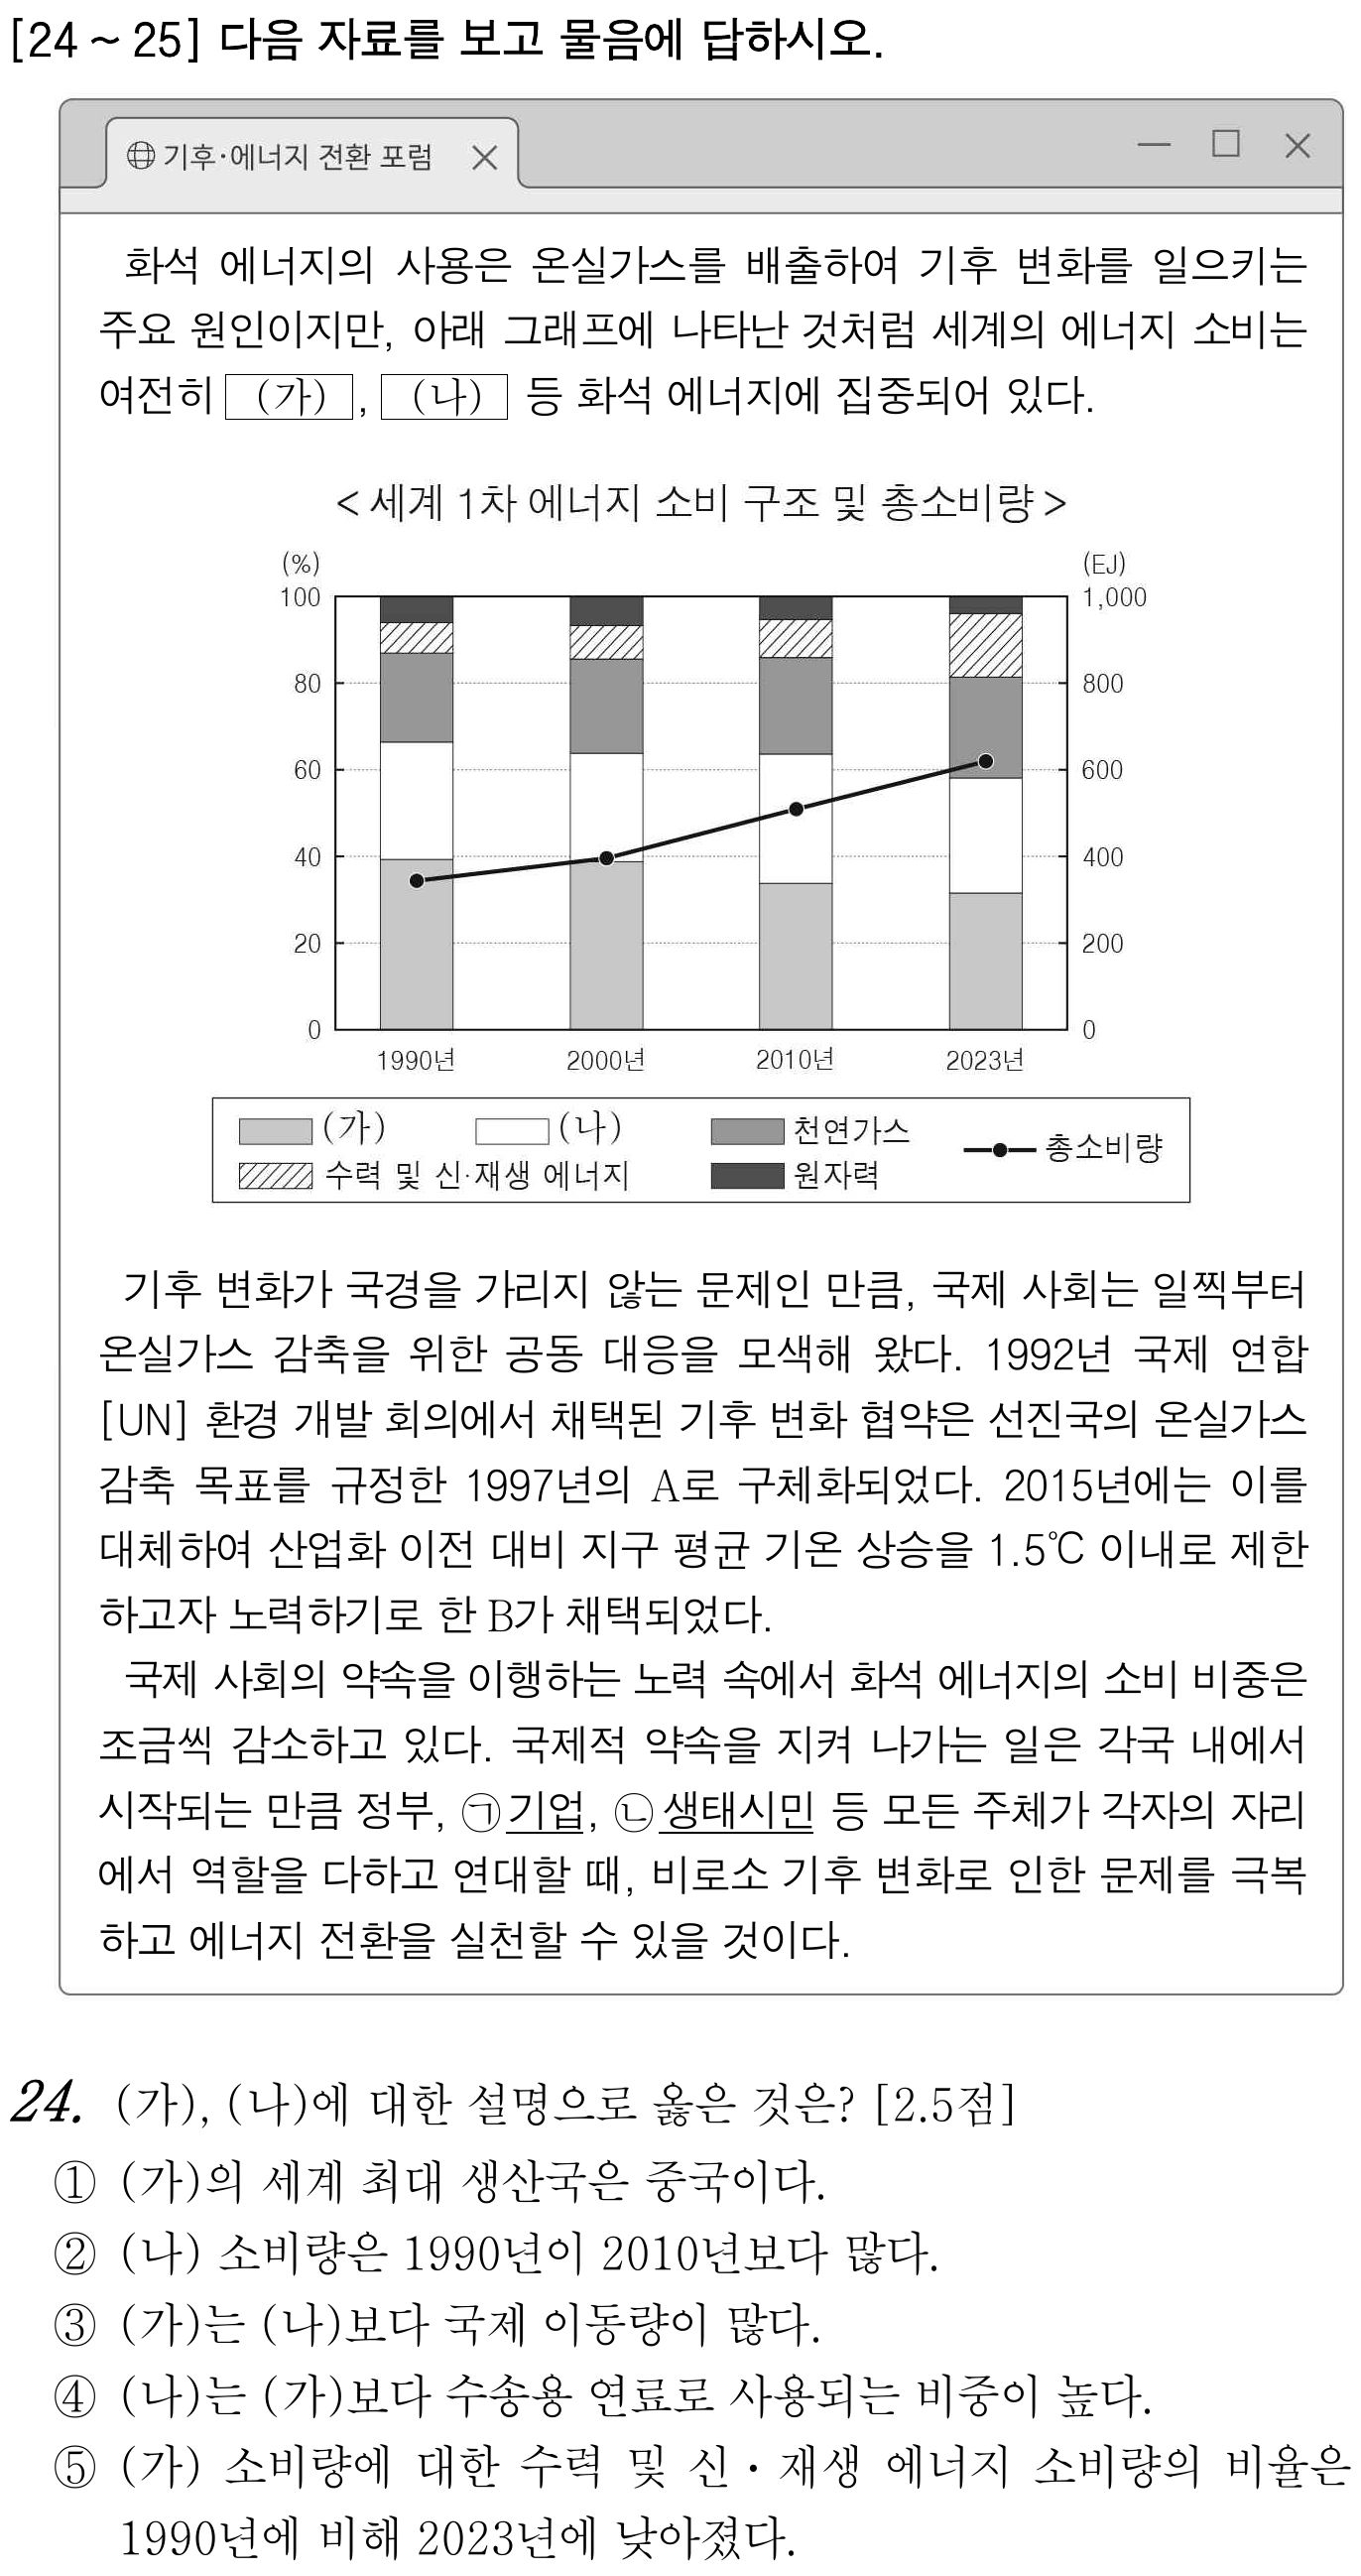 [24 ~ 25] 다음 자료를 보고 물음에 답하시오.
기후·에너지 전환 포럼
화석 에너지의 사용은 온실가스를 배출하여 기후 변화를 일으키는
주요 원인이지만, 아래 그래프에 나타난 것처럼 세계의 에너지 소비는
여전히 (가), (나) 등 화석 에너지에 집중되어 있다.
< 세계 1차 에너지 소비 구조 및 총소비량 >
(%) (EJ)
100 1,000
80 800
60 600
40 400
20 200
0 0
1990년 2000년 2010년 2023년
(가) (나) 천연가스 총소비량
수력 및 신·재생 에너지 원자력
기후 변화가 국경을 가리지 않는 문제인 만큼, 국제 사회는 일찍부터
온실가스 감축을 위한 공동 대응을 모색해 왔다. 1992년 국제 연합
[UN] 환경 개발 회의에서 채택된 기후 변화 협약은 선진국의 온실가스
감축 목표를 규정한 1997년의 A로 구체화되었다. 2015년에는 이를
대체하여 산업화 이전 대비 지구 평균 기온 상승을 1.5℃ 이내로 제한
하고자 노력하기로 한 B가 채택되었다.
국제 사회의 약속을 이행하는 노력 속에서 화석 에너지의 소비 비중은
조금씩 감소하고 있다. 국제적 약속을 지켜 나가는 일은 각국 내에서
시작되는 만큼 정부, ㉠기업, ㉡생태시민 등 모든 주체가 각자의 자리
에서 역할을 다하고 연대할 때, 비로소 기후 변화로 인한 문제를 극복
하고 에너지 전환을 실천할 수 있을 것이다.
24. (가), (나)에 대한 설명으로 옳은 것은? [2.5점]
① (가)의 세계 최대 생산국은 중국이다.
② (나) 소비량은 1990년이 2010년보다 많다.
③ (가)는 (나)보다 국제 이동량이 많다.
④ (나)는 (가)보다 수송용 연료로 사용되는 비중이 높다.
⑤ (가) 소비량에 대한 수력 및 신·재생 에너지 소비량의 비율은
1990년에 비해 2023년에 낮아졌다.